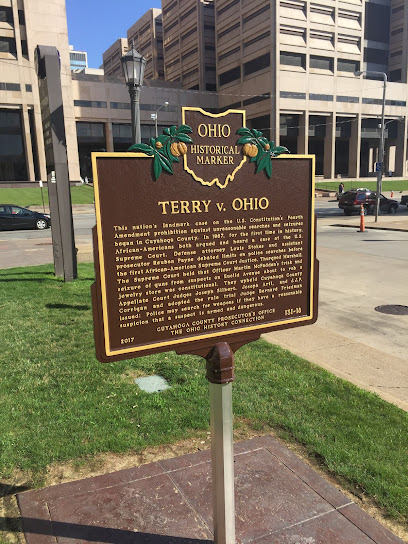 OHIO
HISTORICAL
MARKER
TERRY v. OHIO
This nation's landmark case on the U.S. Constitution's Fourth
Amendment prohibition against unreasonable searches and seizures
began in Cuyahoga County. In 1967, for the first time in history,
African-Americans both argued and heard a case at the U.S.
Supreme Court. Defense attorney Louis Stokes and assistant
prosecutor Reuben Payne debated limits on police searches before
the first African-American Supreme Court Justice, Thurgood Marshall.
The Supreme Court held that Officer Martin McFadden's frisk and
seizure of guns from suspects on Euclid Avenue about to rob a
jewelry store was constitutional. They upheld Cuyahoga County
Appellate Court Judges Joseph Silbert, Joseph Artl, and J.J.P.
Corrigan and adopted the rule trial Judge Bernard Friedman
issued: Police may search for weapons if they have a reasonable
suspicion that a suspect is armed and dangerous.
CUYAHOGA COUNTY PROSECUTOR'S OFFICE
THE OHIO HISTORY CONNECTION
2017
131-18